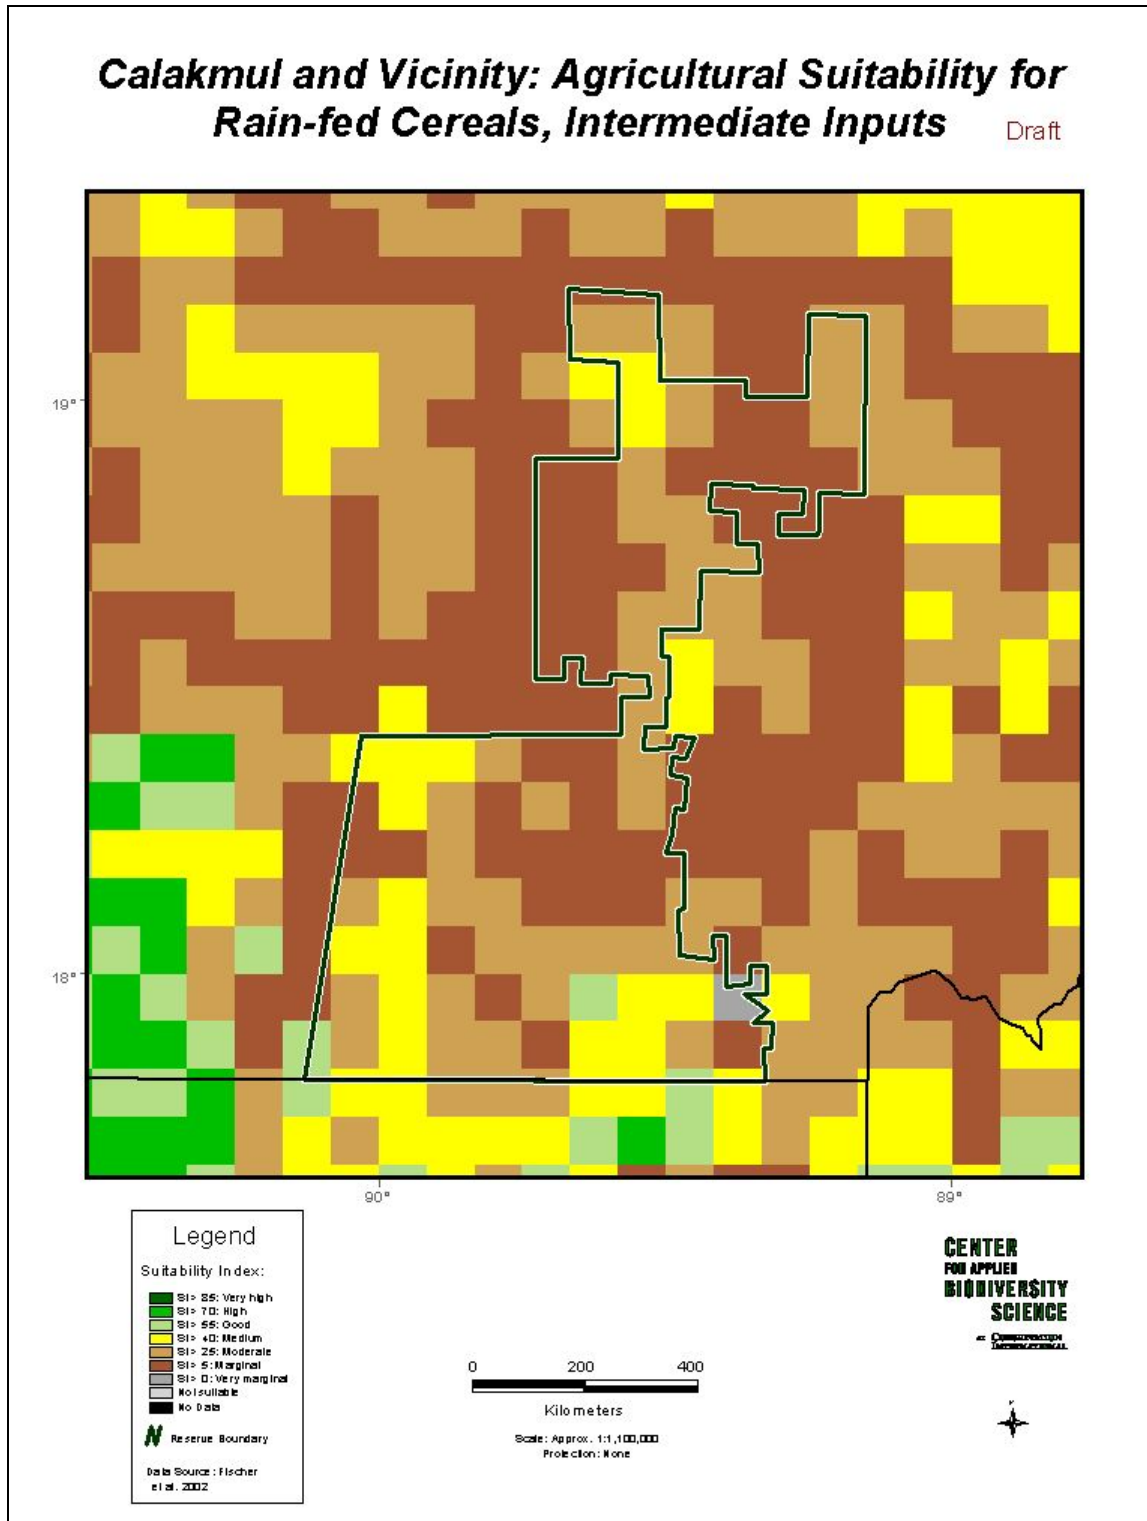 Calakmul and Vicinity: Agricultural Suitability for
Rain-fed Cereals, Intermediate Inputs
Draft
19°
18°
90°
89°
Legend
Suitability Index:
SI > 85: Very high
SI > 70: High
SI > 55: Good
SI > 40: Medium
SI > 25: Moderate
SI > 5: Marginal
SI > 0: Very marginal
Not suitable
No Data
Reserve Boundary
Data Source: Fischer
et al. 2002
0 200 400
Kilometers
Scale: Approx. 1:1,100,000
Projection: None
CENTER
FOR APPLIED
BIODIVERSITY
SCIENCE
AT CONSERVATION
INTERNATIONAL
N